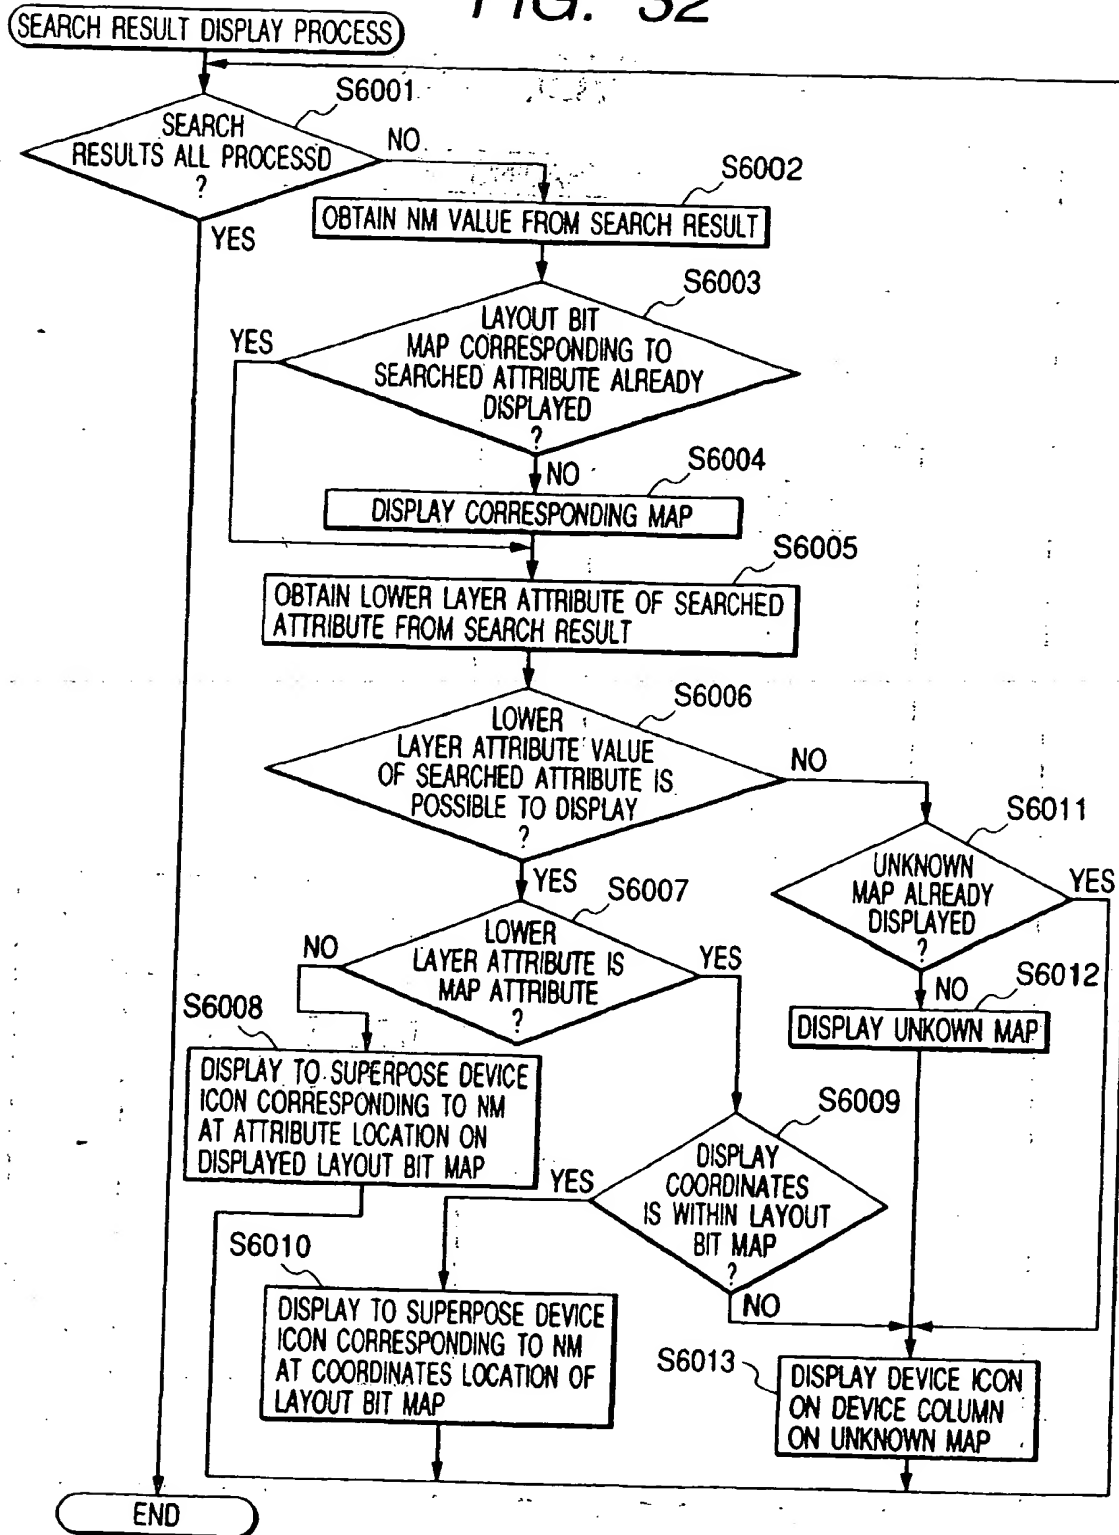 FIG. 32
SEARCH RESULT DISPLAY PROCESS
S6001
SEARCH
RESULTS ALL PROCESSD
?
NO
YES
S6002
OBTAIN NM VALUE FROM SEARCH RESULT
S6003
LAYOUT BIT
MAP CORRESPONDING TO
SEARCHED ATTRIBUTE ALREADY
DISPLAYED
?
YES
NO
S6004
DISPLAY CORRESPONDING MAP
S6005
OBTAIN LOWER LAYER ATTRIBUTE OF SEARCHED
ATTRIBUTE FROM SEARCH RESULT
S6006
LOWER
LAYER ATTRIBUTE VALUE
OF SEARCHED ATTRIBUTE IS
POSSIBLE TO DISPLAY
?
NO
YES
S6011
UNKNOWN
MAP ALREADY
DISPLAYED
?
YES
NO
S6007
LOWER
LAYER ATTRIBUTE IS
MAP ATTRIBUTE
?
NO
YES
S6012
DISPLAY UNKOWN MAP
S6008
DISPLAY TO SUPERPOSE DEVICE
ICON CORRESPONDING TO NM
AT ATTRIBUTE LOCATION ON
DISPLAYED LAYOUT BIT MAP
S6009
DISPLAY
COORDINATES
IS WITHIN LAYOUT
BIT MAP
?
YES
NO
S6010
DISPLAY TO SUPERPOSE DEVICE
ICON CORRESPONDING TO NM
AT COORDINATES LOCATION OF
LAYOUT BIT MAP
S6013
DISPLAY DEVICE ICON
ON DEVICE COLUMN
ON UNKNOWN MAP
END